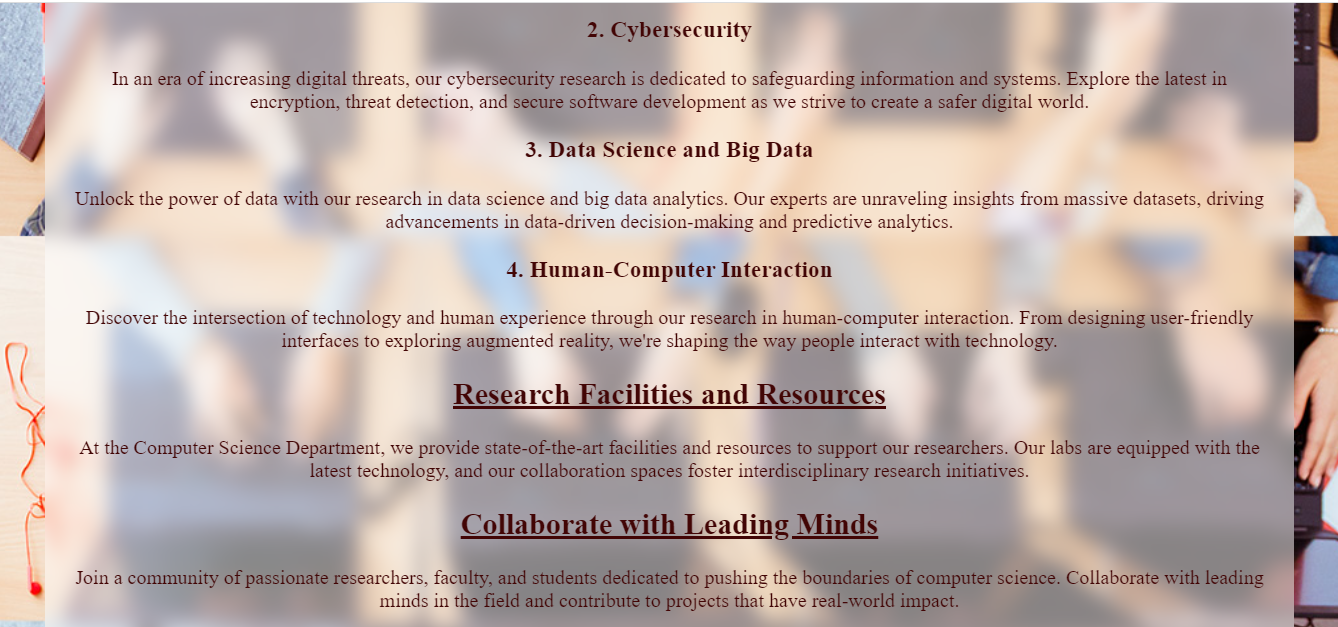 2. Cybersecurity
In an era of increasing digital threats, our cybersecurity research is dedicated to safeguarding information and systems. Explore the latest in
encryption, threat detection, and secure software development as we strive to create a safer digital world.
3. Data Science and Big Data
Unlock the power of data with our research in data science and big data analytics. Our experts are unraveling insights from massive datasets, driving
advancements in data-driven decision-making and predictive analytics.
4. Human-Computer Interaction
Discover the intersection of technology and human experience through our research in human-computer interaction. From designing user-friendly
interfaces to exploring augmented reality, we're shaping the way people interact with technology.
Research Facilities and Resources
At the Computer Science Department, we provide state-of-the-art facilities and resources to support our researchers. Our labs are equipped with the
latest technology, and our collaboration spaces foster interdisciplinary research initiatives.
Collaborate with Leading Minds
Join a community of passionate researchers, faculty, and students dedicated to pushing the boundaries of computer science. Collaborate with leading
minds in the field and contribute to projects that have real-world impact.